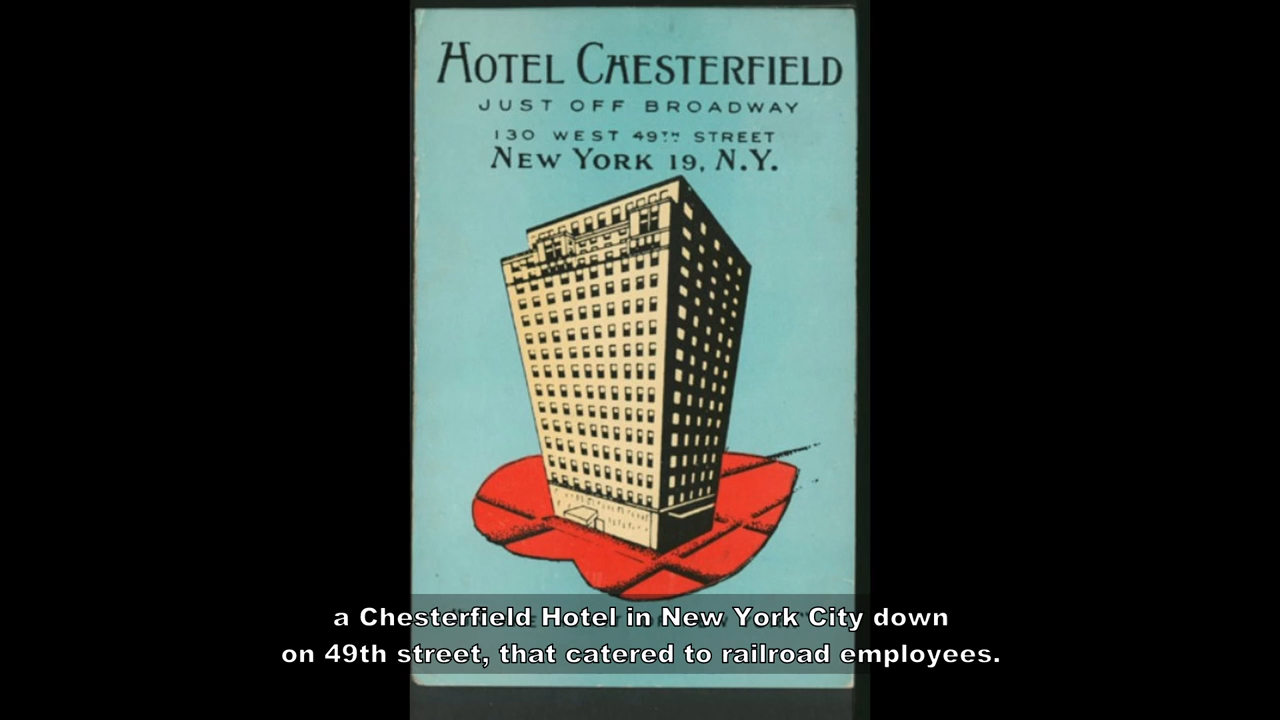 HOTEL CHESTERFIELD
JUST OFF BROADWAY
130 WEST 49TH STREET
NEW YORK 19, N.Y.
a Chesterfield Hotel in New York City down
on 49th street, that catered to railroad employees.